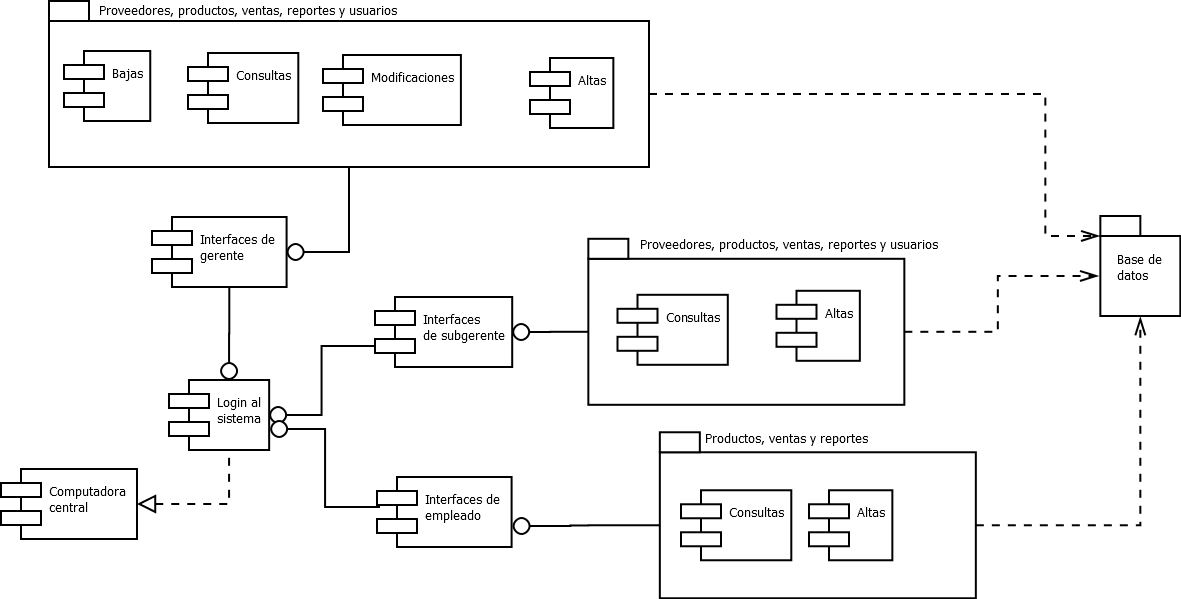 Proveedores, productos, ventas, reportes y usuarios
Bajas
Consultas
Modificaciones
Altas
Interfaces de
gerente
Proveedores, productos, ventas, reportes y usuarios
Base de
datos
Interfaces
de subgerente
Consultas
Altas
Login al
sistema
Productos, ventas y reportes
Computadora
central
Interfaces de
empleado
Consultas
Altas